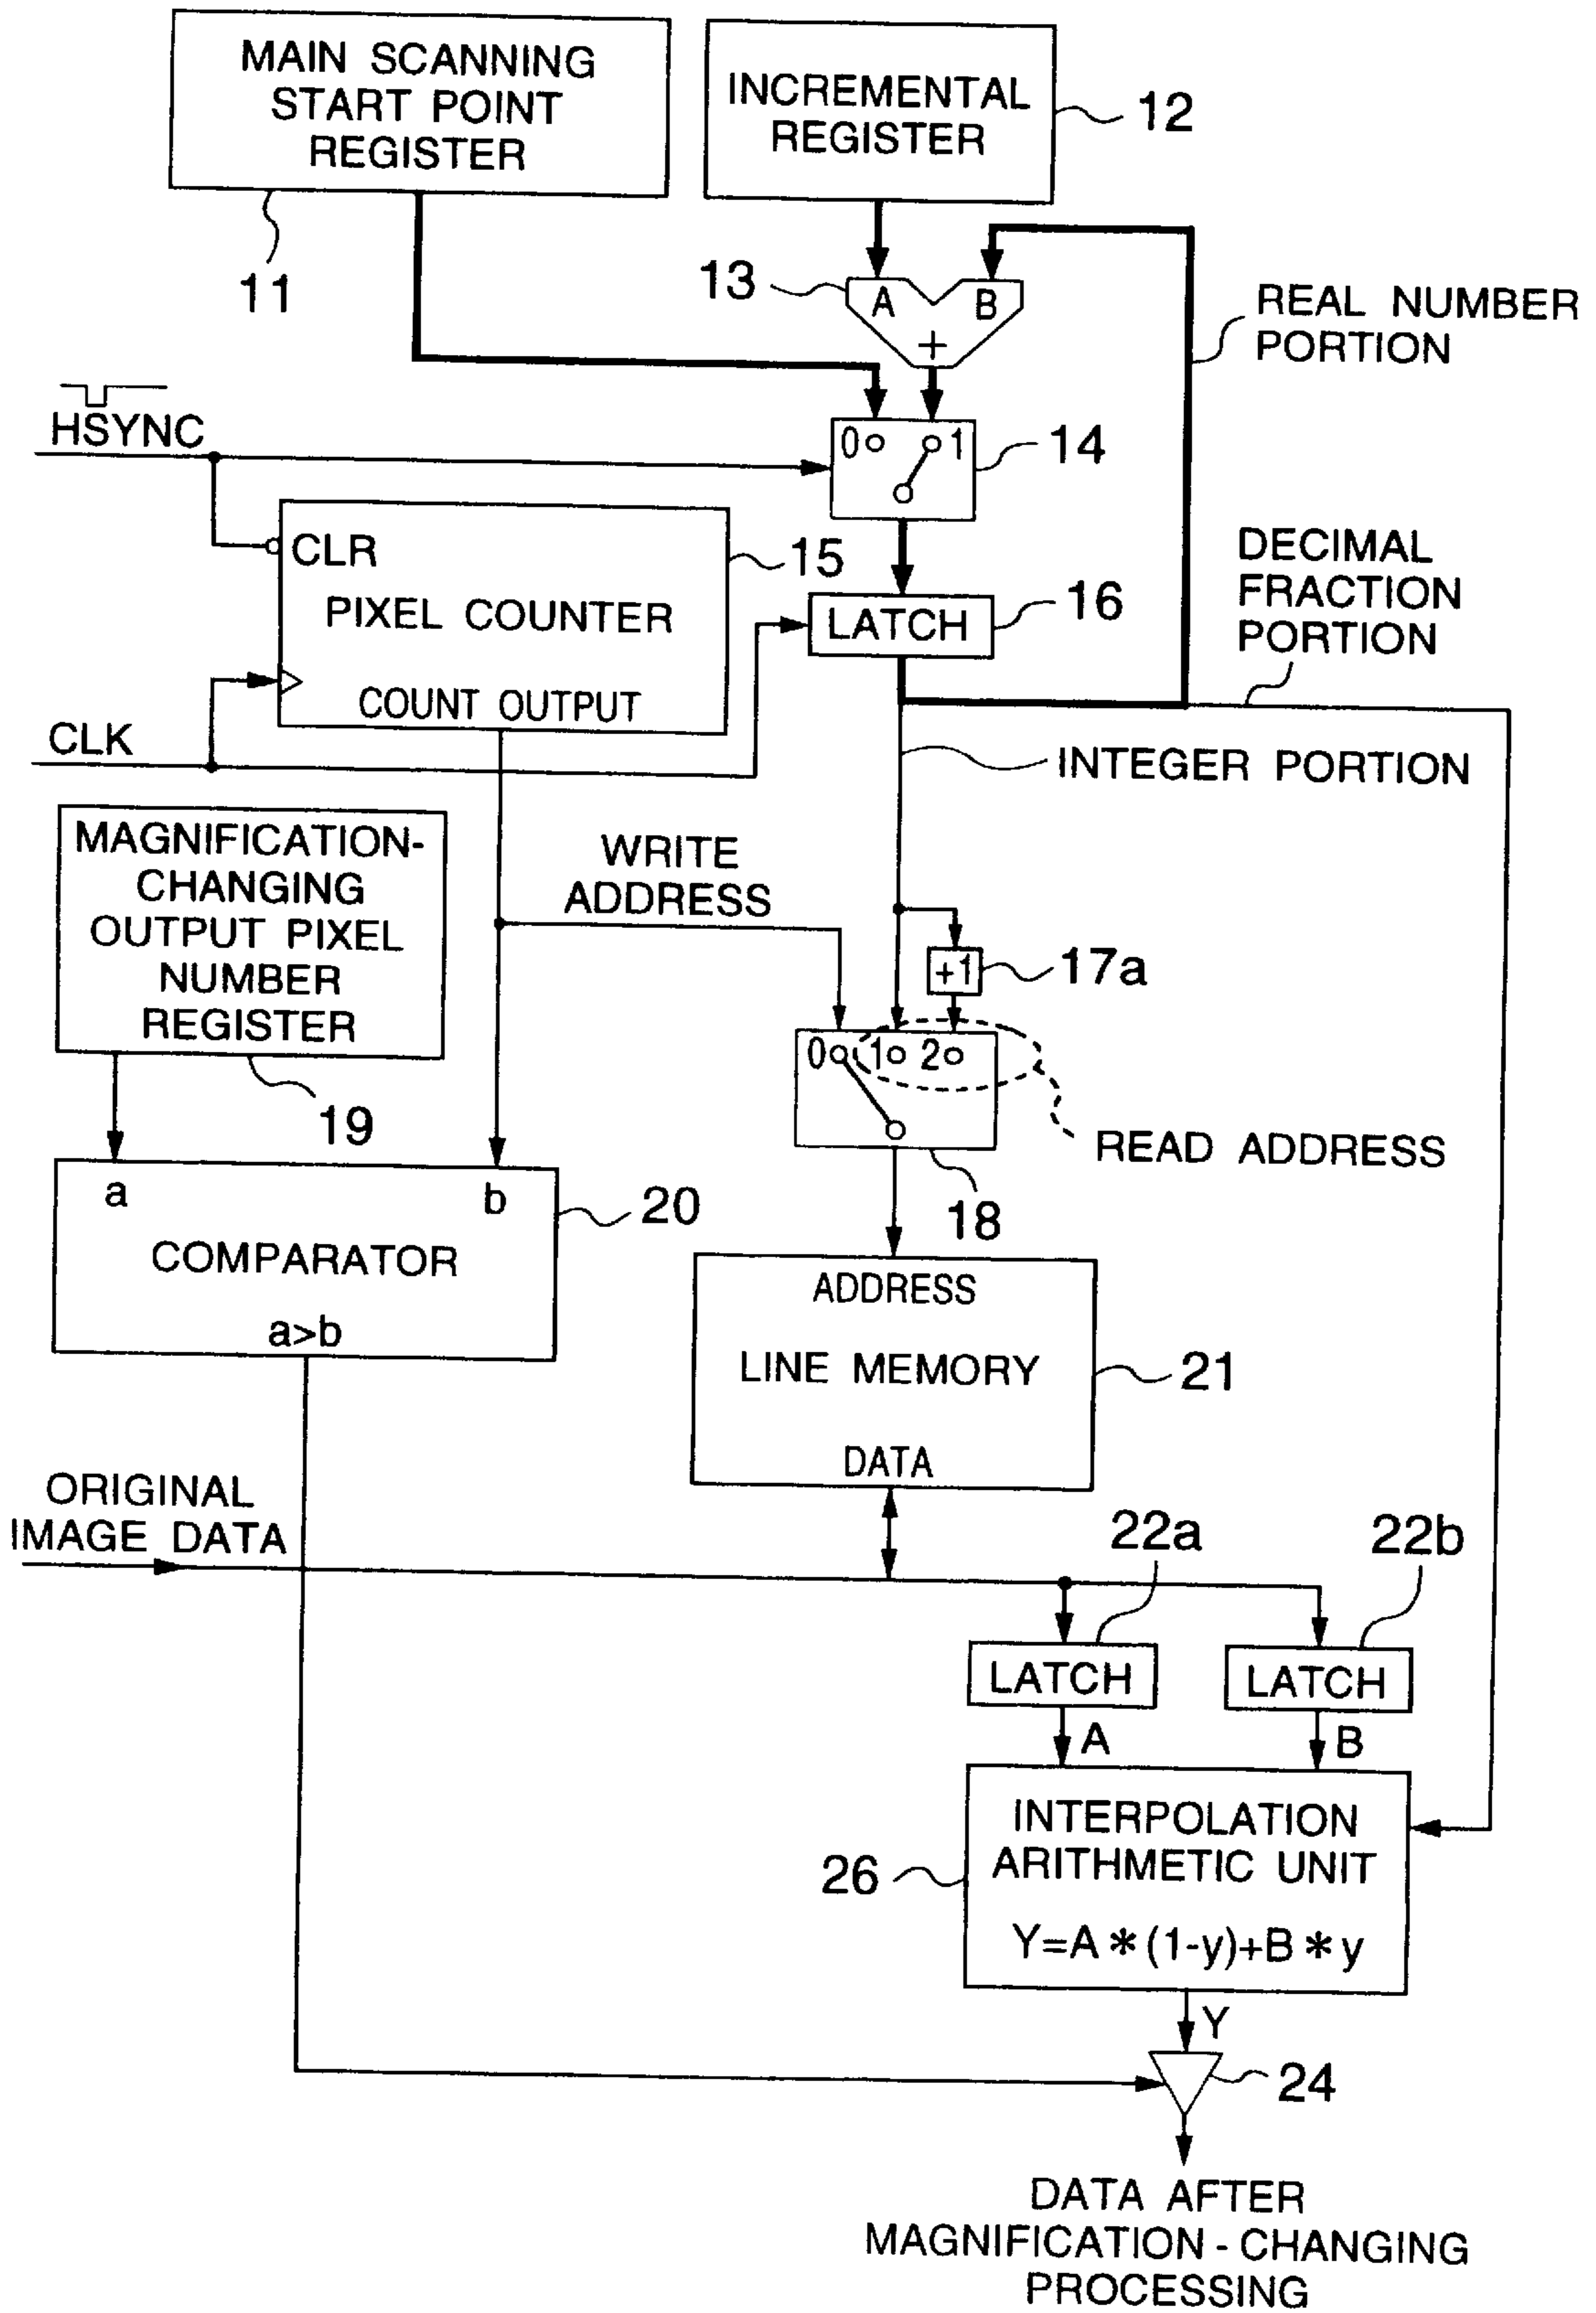 MAIN SCANNING
START POINT
REGISTER
11
INCREMENTAL
REGISTER
12
13
A
B
+
REAL NUMBER
PORTION
HSYNC
0
1
14
CLR
PIXEL COUNTER
COUNT OUTPUT
15
LATCH
16
DECIMAL
FRACTION
PORTION
CLK
INTEGER PORTION
MAGNIFICATION-
CHANGING
OUTPUT PIXEL
NUMBER
REGISTER
19
WRITE
ADDRESS
+1
17a
0
1
2
READ ADDRESS
18
a
b
COMPARATOR
a>b
20
ADDRESS
LINE MEMORY
DATA
21
ORIGINAL
IMAGE DATA
22a
22b
LATCH
LATCH
A
B
INTERPOLATION
ARITHMETIC UNIT
Y=A*(1-y)+B*y
26
Y
24
DATA AFTER
MAGNIFICATION-CHANGING
PROCESSING